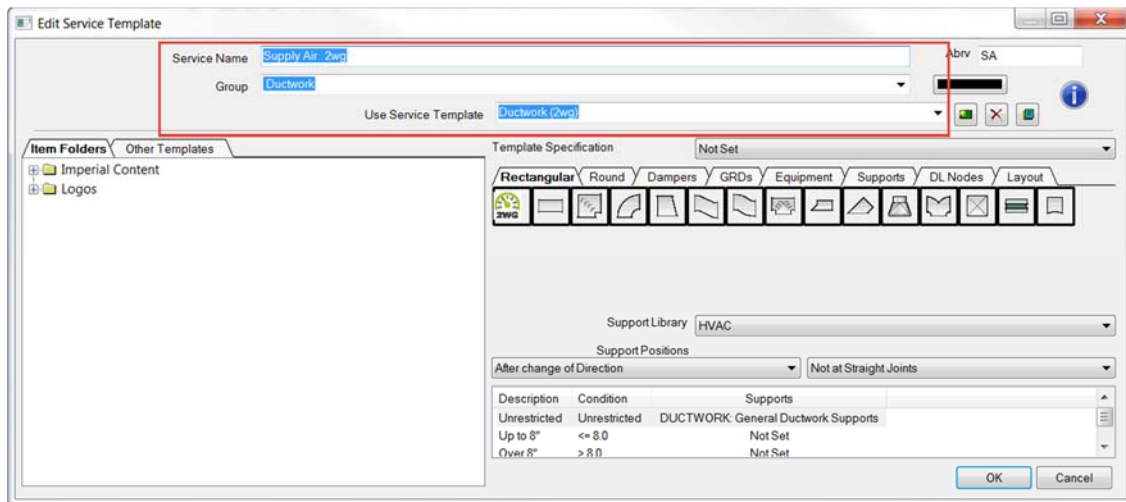 Edit Service Template
Service Name Supply Air 2wg Abrv SA
Group Ductwork
Use Service Template Ductwork (2wg)
Item Folders Other Templates
Imperial Content
Logos
Template Specification Not Set
Rectangular Round Dampers GRDs Equipment Supports DL Nodes Layout
2WG
Support Library HVAC
Support Positions
After change of Direction Not at Straight Joints
Description Condition Supports
Unrestricted Unrestricted DUCTWORK: General Ductwork Supports
Up to 8" <= 8.0 Not Set
Over 8" > 8.0 Not Set
OK Cancel